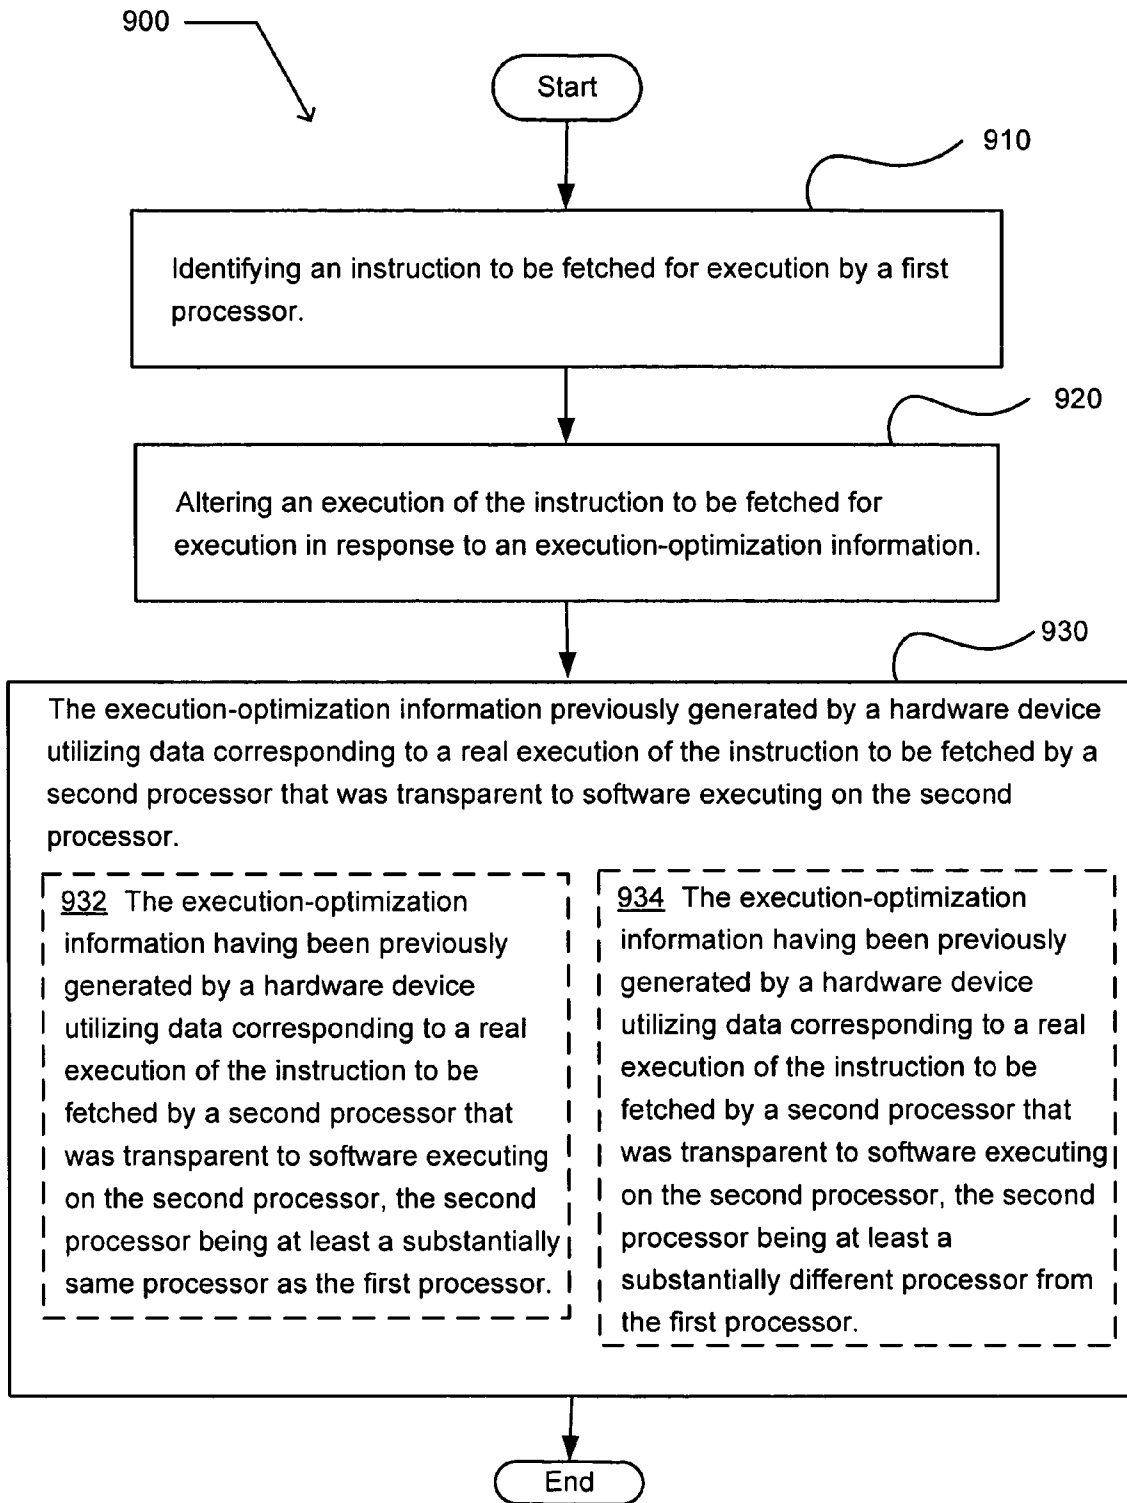 900
Start
910
Identifying an instruction to be fetched for execution by a first
processor.
920
Altering an execution of the instruction to be fetched for
execution in response to an execution-optimization information.
930
The execution-optimization information previously generated by a hardware device
utilizing data corresponding to a real execution of the instruction to be fetched by a
second processor that was transparent to software executing on the second
processor.
932 The execution-optimization
information having been previously
generated by a hardware device
utilizing data corresponding to a real
execution of the instruction to be
fetched by a second processor that
was transparent to software executing
on the second processor, the second
processor being at least a substantially
same processor as the first processor.
934 The execution-optimization
information having been previously
generated by a hardware device
utilizing data corresponding to a real
execution of the instruction to be
fetched by a second processor that
was transparent to software executing
on the second processor, the second
processor being at least a
substantially different processor from
the first processor.
End